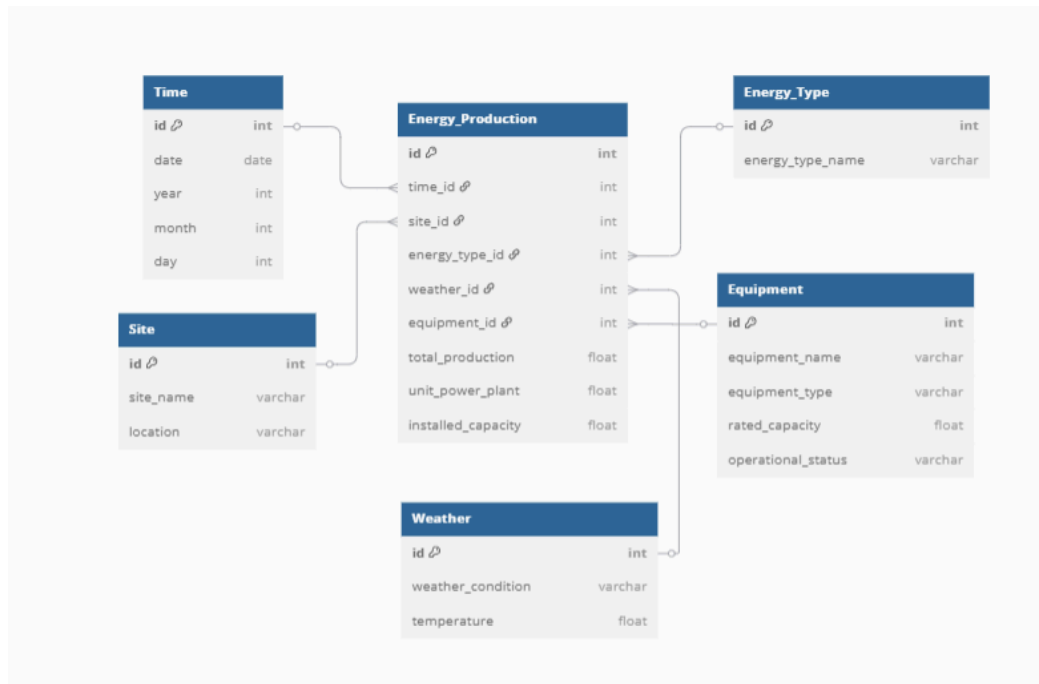 Time
id int
date date
year int
month int
day int
Site
id int
site_name varchar
location varchar
Energy_Production
id int
time_id int
site_id int
energy_type_id int
weather_id int
equipment_id int
total_production float
unit_power_plant float
installed_capacity float
Weather
id int
weather_condition varchar
temperature float
Energy_Type
id int
energy_type_name varchar
Equipment
id int
equipment_name varchar
equipment_type varchar
rated_capacity float
operational_status varchar